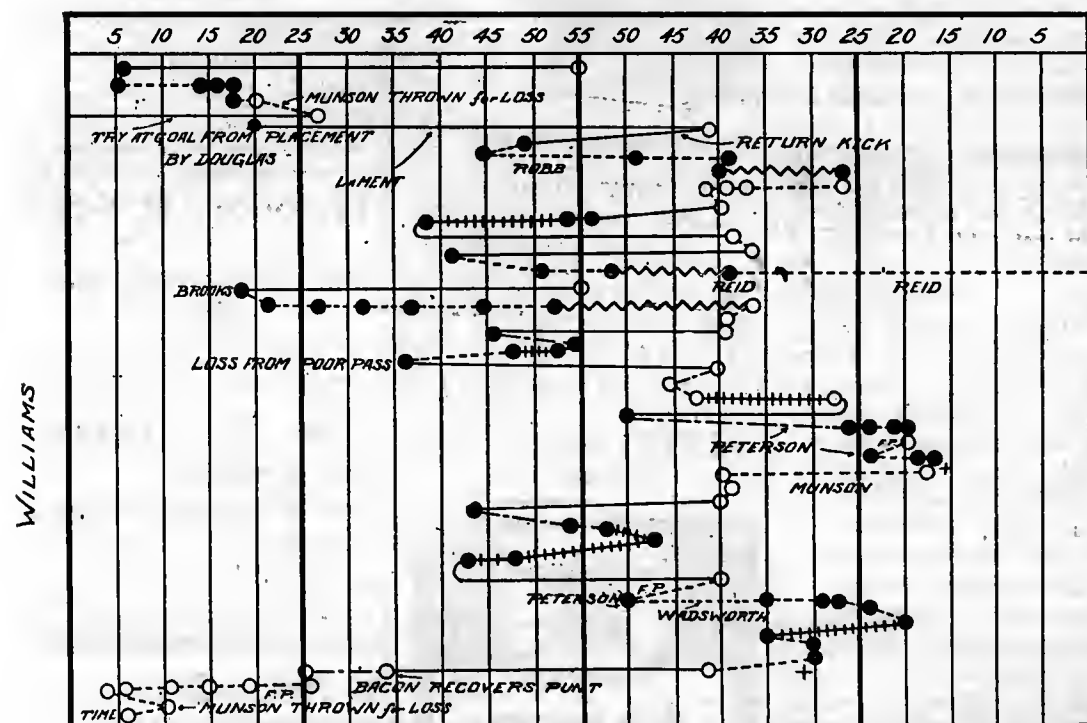 5 10 15 20 25 30 35 40 45 50 55 50 45 40 35 30 25 20 15 10 5
MUNSON THROWN for LOSS
TRY AT GOAL FROM PLACEMENT
BY DOUGLAS
RETURN KICK
LAMENT
ROBB
BROOKS
REID
REID
LOSS FROM POOR PASS
PETERSON
F.P.
MUNSON
WILLIAMS
F.P.
PETERSON
WADSWORTH
BACON RECOVERS PUNT
F.P.
MUNSON THROWN for LOSS
TIME